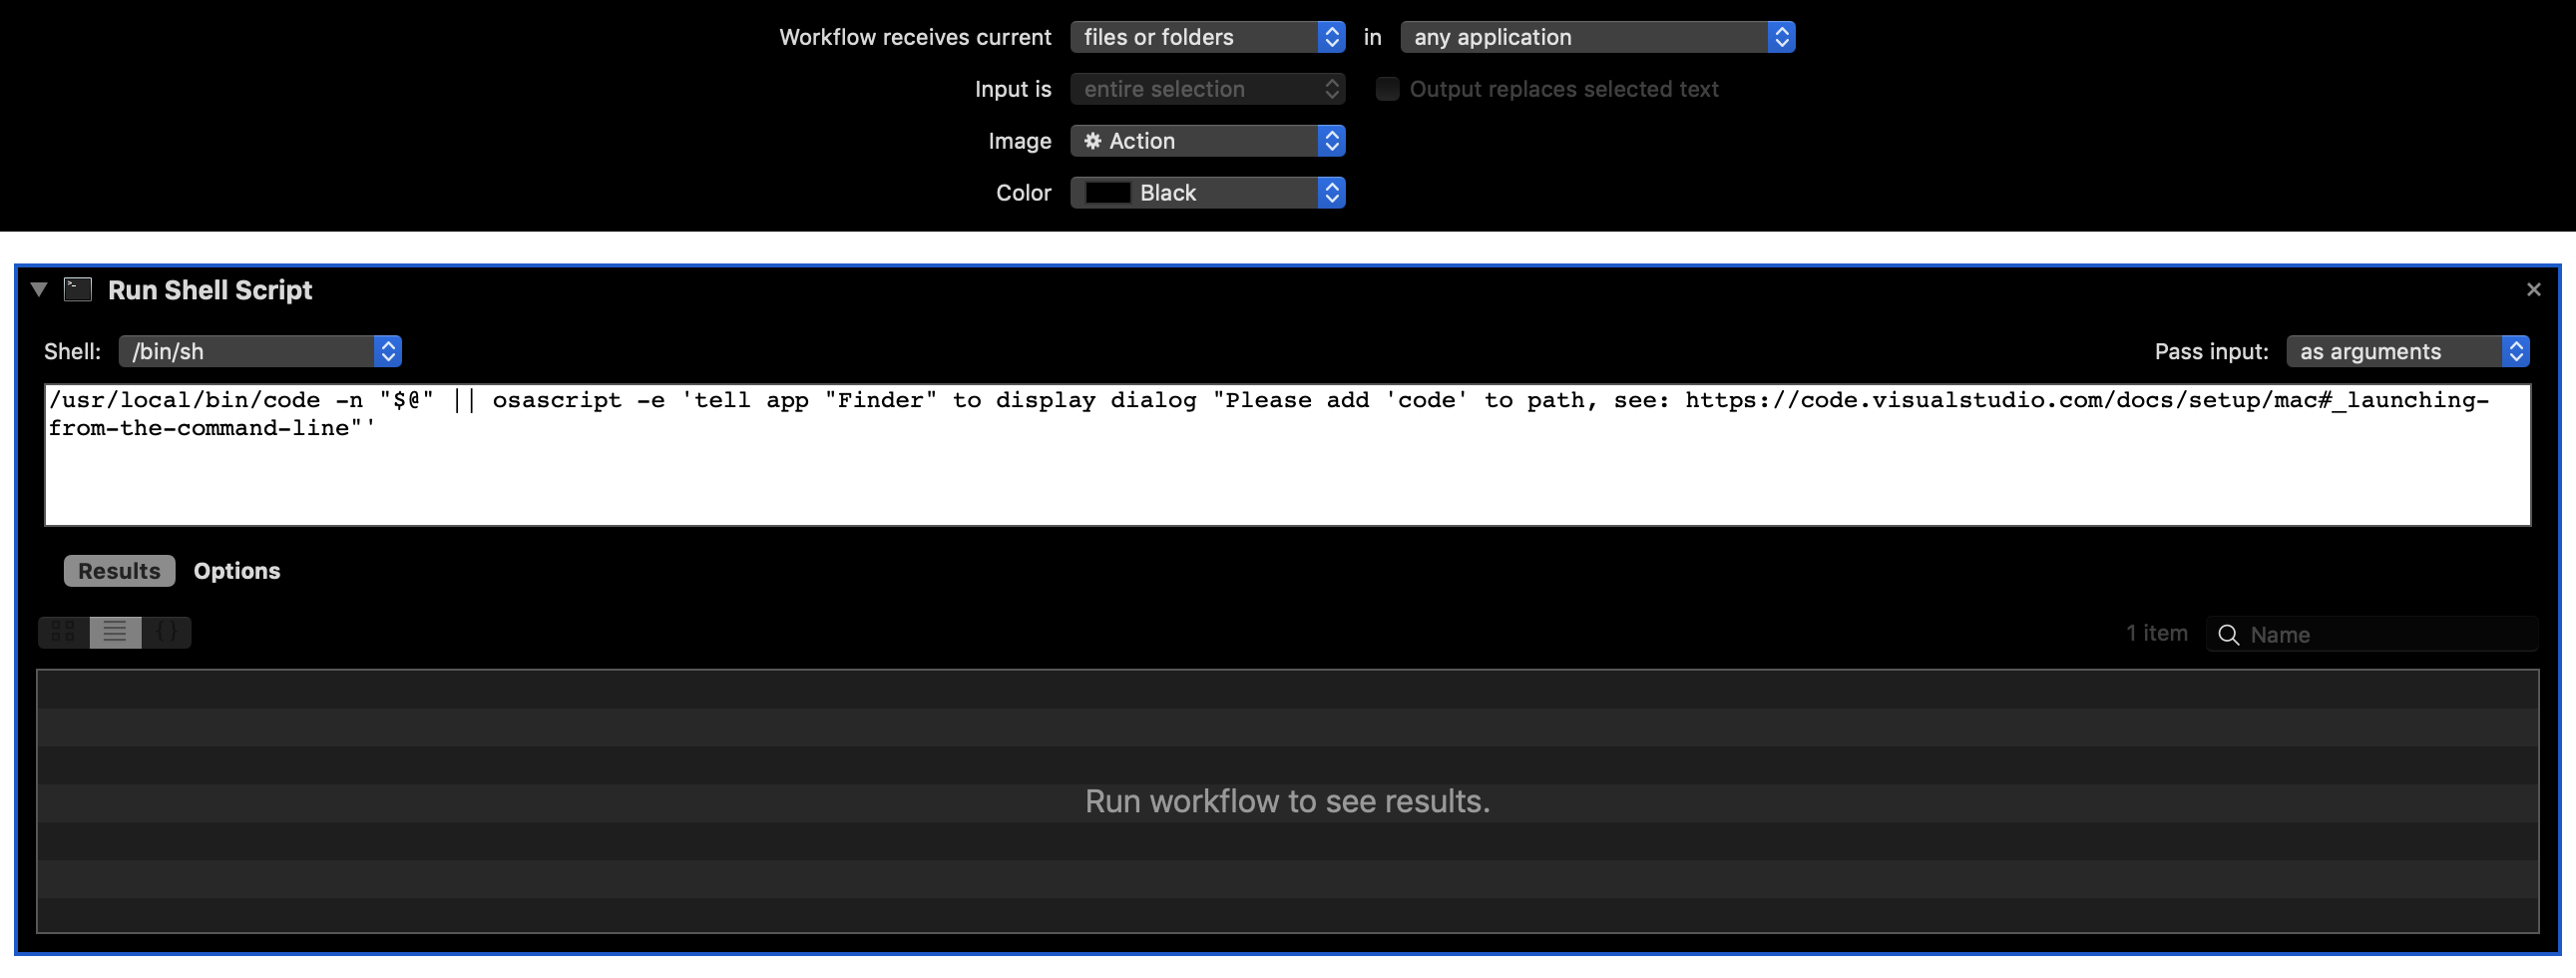 Workflow receives current files or folders in any application
Input is entire selection Output replaces selected text
Image Action
Color Black
Run Shell Script
Shell: /bin/sh Pass input: as arguments
/usr/local/bin/code -n "$@" || osascript -e 'tell app "Finder" to display dialog "Please add 'code' to path, see: https://code.visualstudio.com/docs/setup/mac#_launching-
from-the-command-line"'
Results Options
{} 1 item Name
Run workflow to see results.